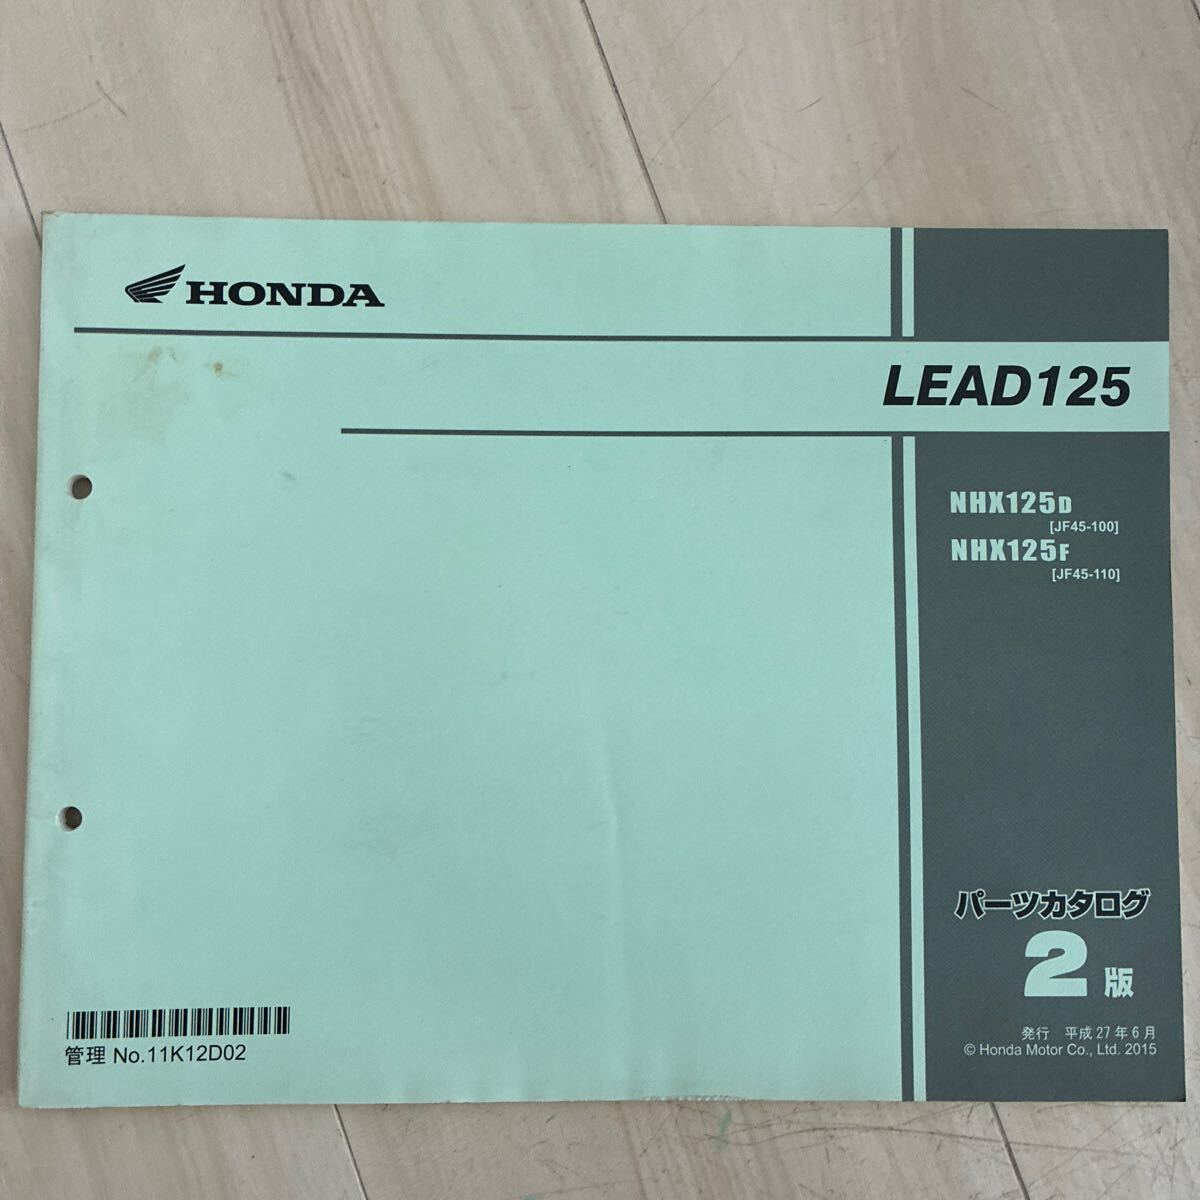 HONDA
LEAD125
NHX125D
[JF45-100]
NHX125F
[JF45-110]
パーツカタログ
2版
発行 平成27年6月
© Honda Motor Co., Ltd. 2015
管理 No.11K12D02